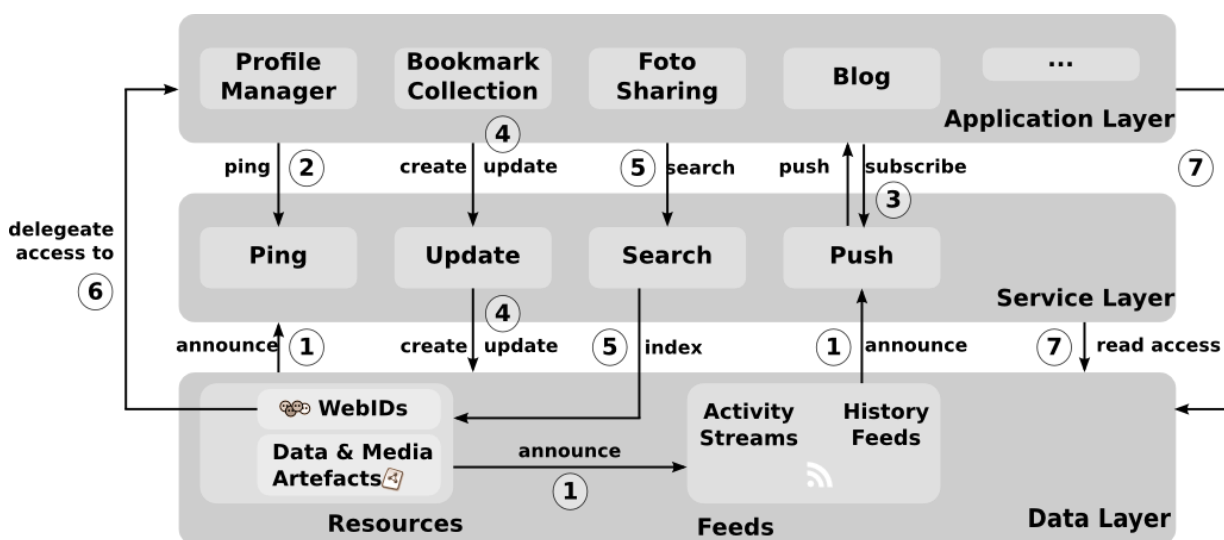 Profile
Manager
Bookmark
Collection
Foto
Sharing
Blog
...
Application Layer
4
ping
2
create
update
5
search
push
subscribe
3
7
delegeate
access to
6
Ping
Update
Search
Push
Service Layer
announce
1
create
4
update
5
index
1
announce
7
read access
WebIDs
Data & Media
Artefacts
Resources
announce
1
Activity
Streams
History
Feeds
Feeds
Data Layer